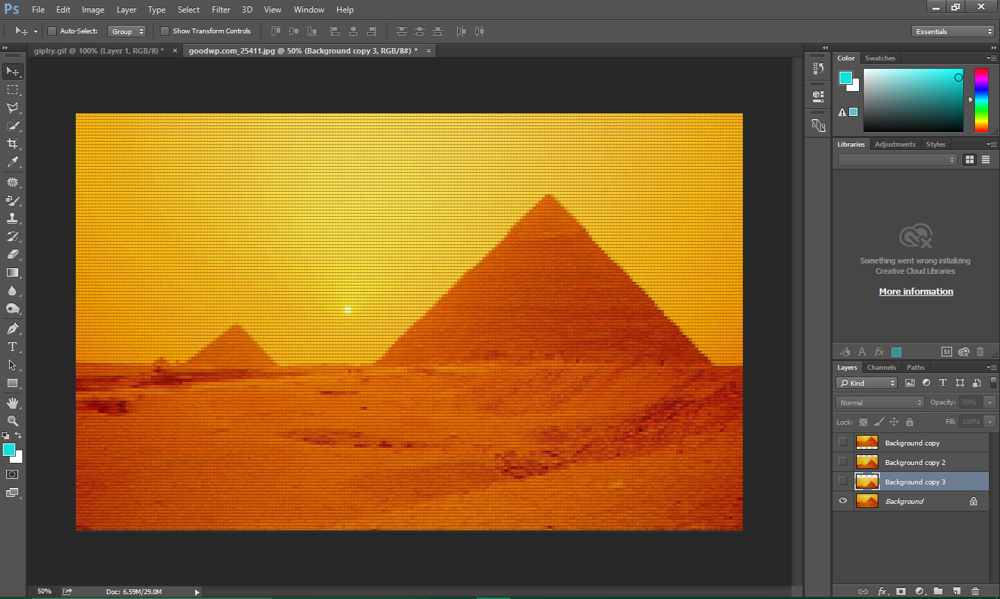 Ps File Edit Image Layer Type Select Filter 3D View Window Help
Auto-Select: Group Show Transform Controls Essentials
giphy.gif @ 100% (Layer 1, RGB/8) * × goodwp.com_25411.jpg @ 50% (Background copy 3, RGB/8#) * ×
Color Swatches
Libraries Adjustments Styles
Something went wrong initializing
Creative Cloud Libraries
More information
A fx St
Layers Channels Paths
Kind T
Normal Opacity: 59%
Lock: Fill: 100%
Background copy
Background copy 2
Background copy 3
Background
T
50% Doc: 6.59M/29.0M
fx